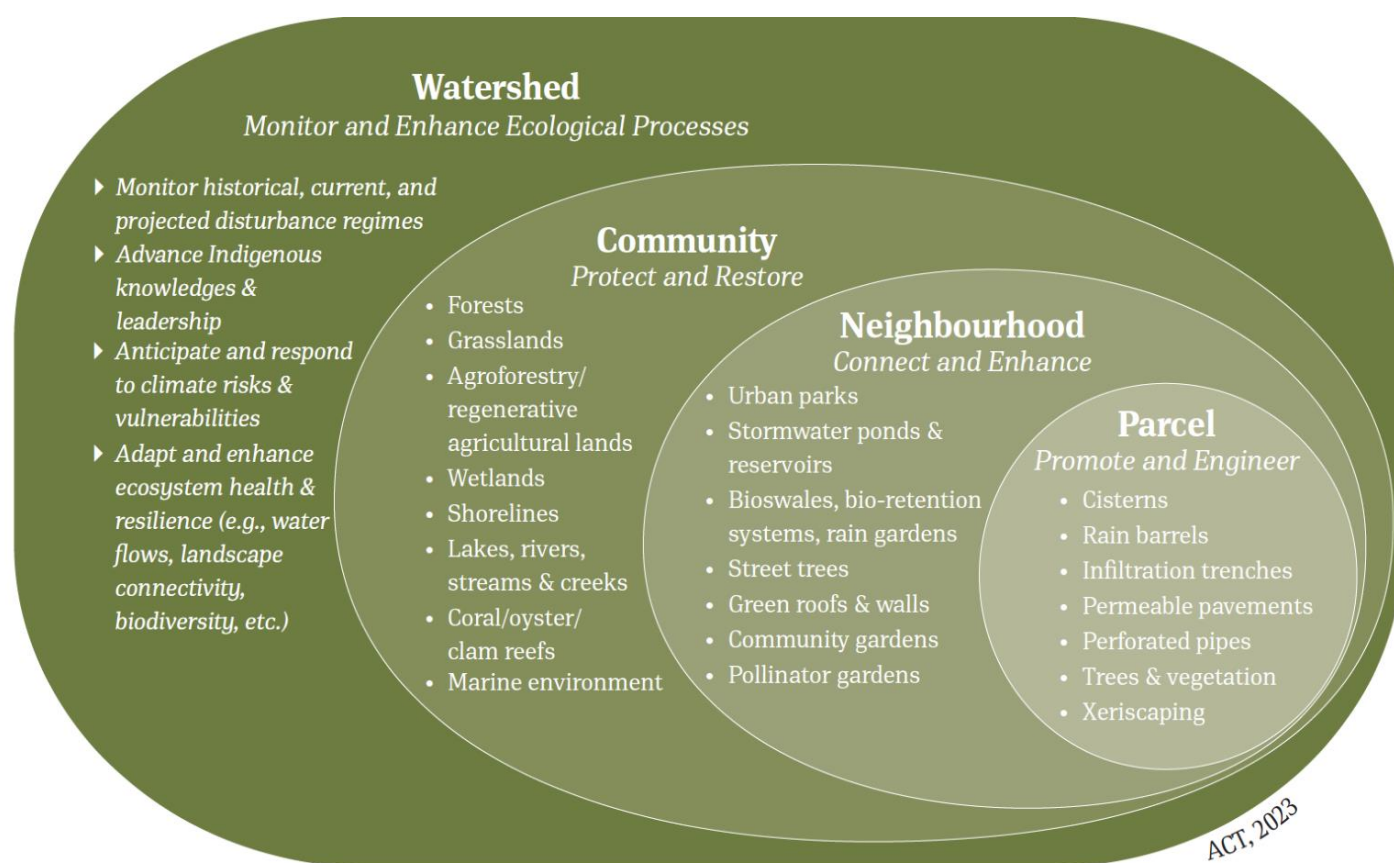 Watershed
Monitor and Enhance Ecological Processes
‣ Monitor historical, current, and
projected disturbance regimes
‣ Advance Indigenous
knowledges &
leadership
‣ Anticipate and respond
to climate risks &
vulnerabilities
‣ Adapt and enhance
ecosystem health &
resilience (e.g., water
flows, landscape
connectivity,
biodiversity, etc.)
Community
Protect and Restore
• Forests
• Grasslands
• Agroforestry/
regenerative
agricultural lands
• Wetlands
• Shorelines
• Lakes, rivers,
streams & creeks
• Coral/oyster/
clam reefs
• Marine environment
Neighbourhood
Connect and Enhance
• Urban parks
• Stormwater ponds &
reservoirs
• Bioswales, bio-retention
systems, rain gardens
• Street trees
• Green roofs & walls
• Community gardens
• Pollinator gardens
Parcel
Promote and Engineer
• Cisterns
• Rain barrels
• Infiltration trenches
• Permeable pavements
• Perforated pipes
• Trees & vegetation
• Xeriscaping
ACT, 2023